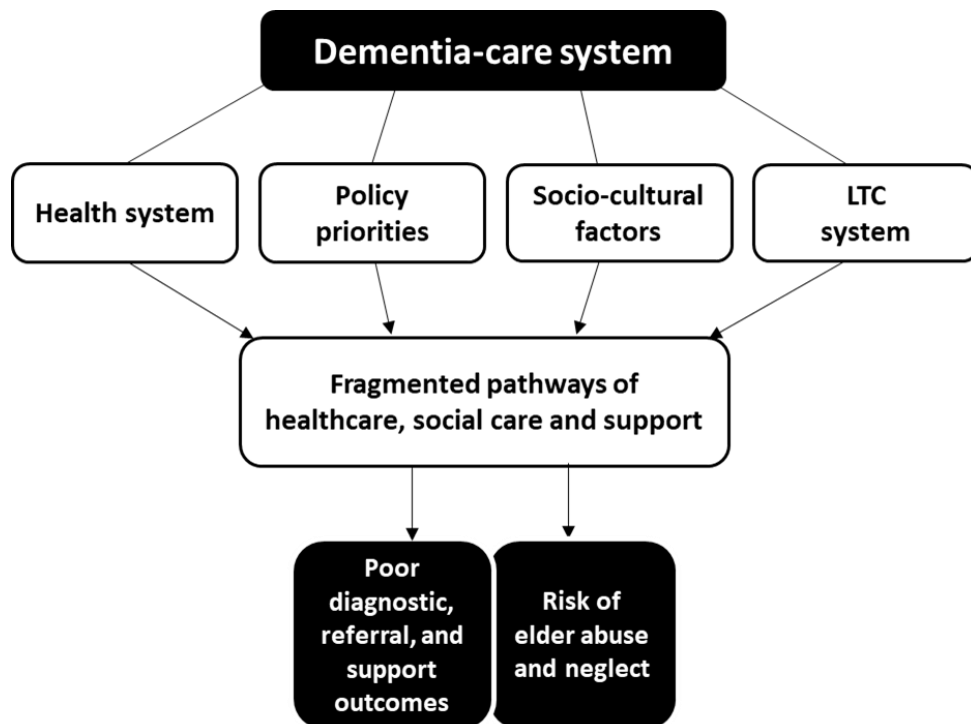 Dementia-care system
Health system
Policy
priorities
Socio-cultural
factors
LTC
system
Fragmented pathways of
healthcare, social care and support
Poor
diagnostic,
referral, and
support
outcomes
Risk of
elder abuse
and neglect